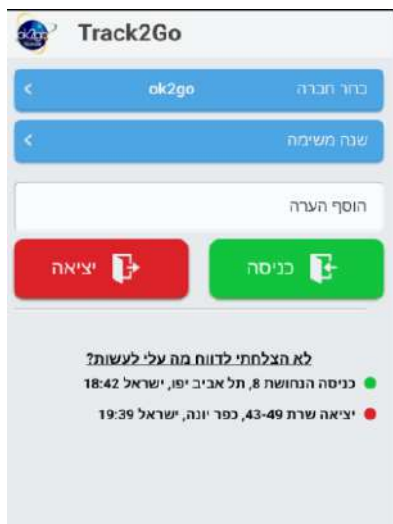 ok2go
Track2Go
בחר חברה ok2go
שנה משימה
הוסף הערה
כניסה
יציאה
לא הצלחתי לדווח מה עלי לעשות?
כניסה הנחושת 8, תל אביב יפו, ישראל 18:42
יציאה שרת 43-49, כפר יונה, ישראל 19:39